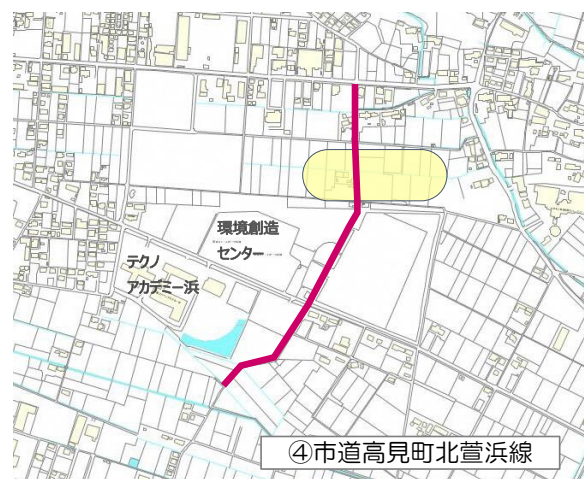 環境創造
センター
テクノ
アカデミー浜
④市道高見町北萱浜線